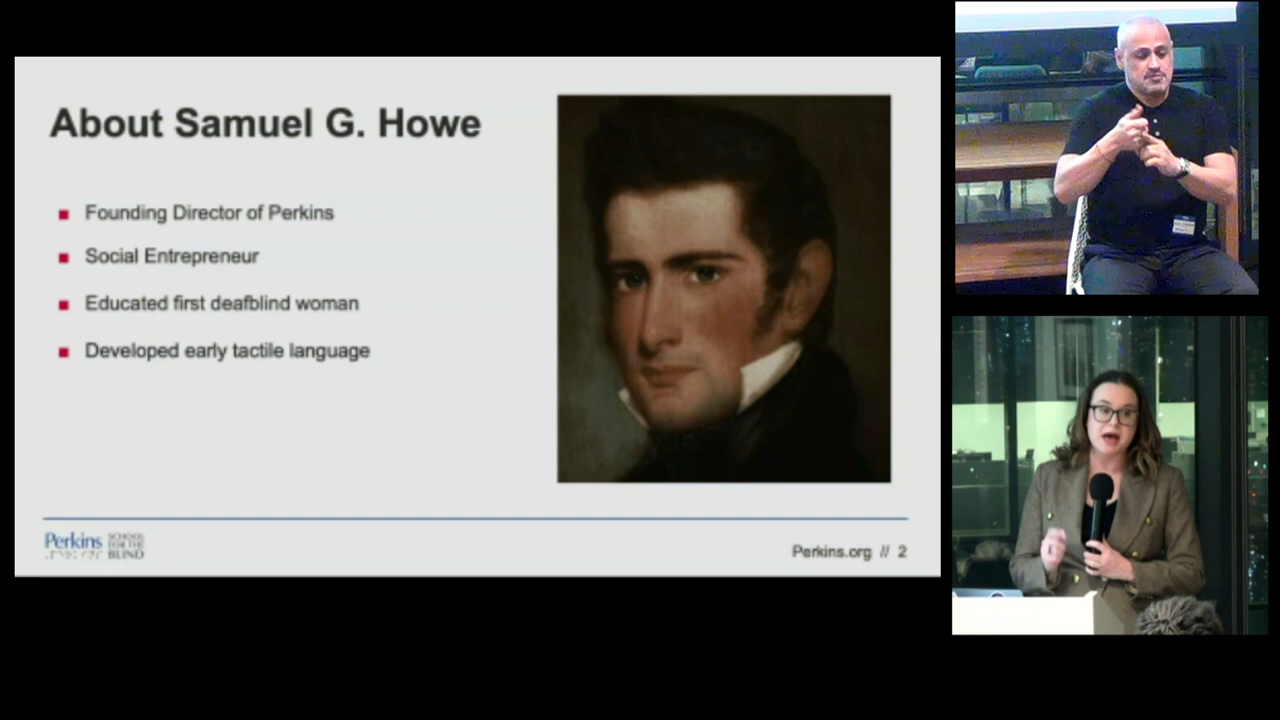 About Samuel G. Howe
Founding Director of Perkins
Social Entrepreneur
Educated first deafblind woman
Developed early tactile language
Perkins SCHOOL
FOR THE
BLIND
Perkins.org // 2